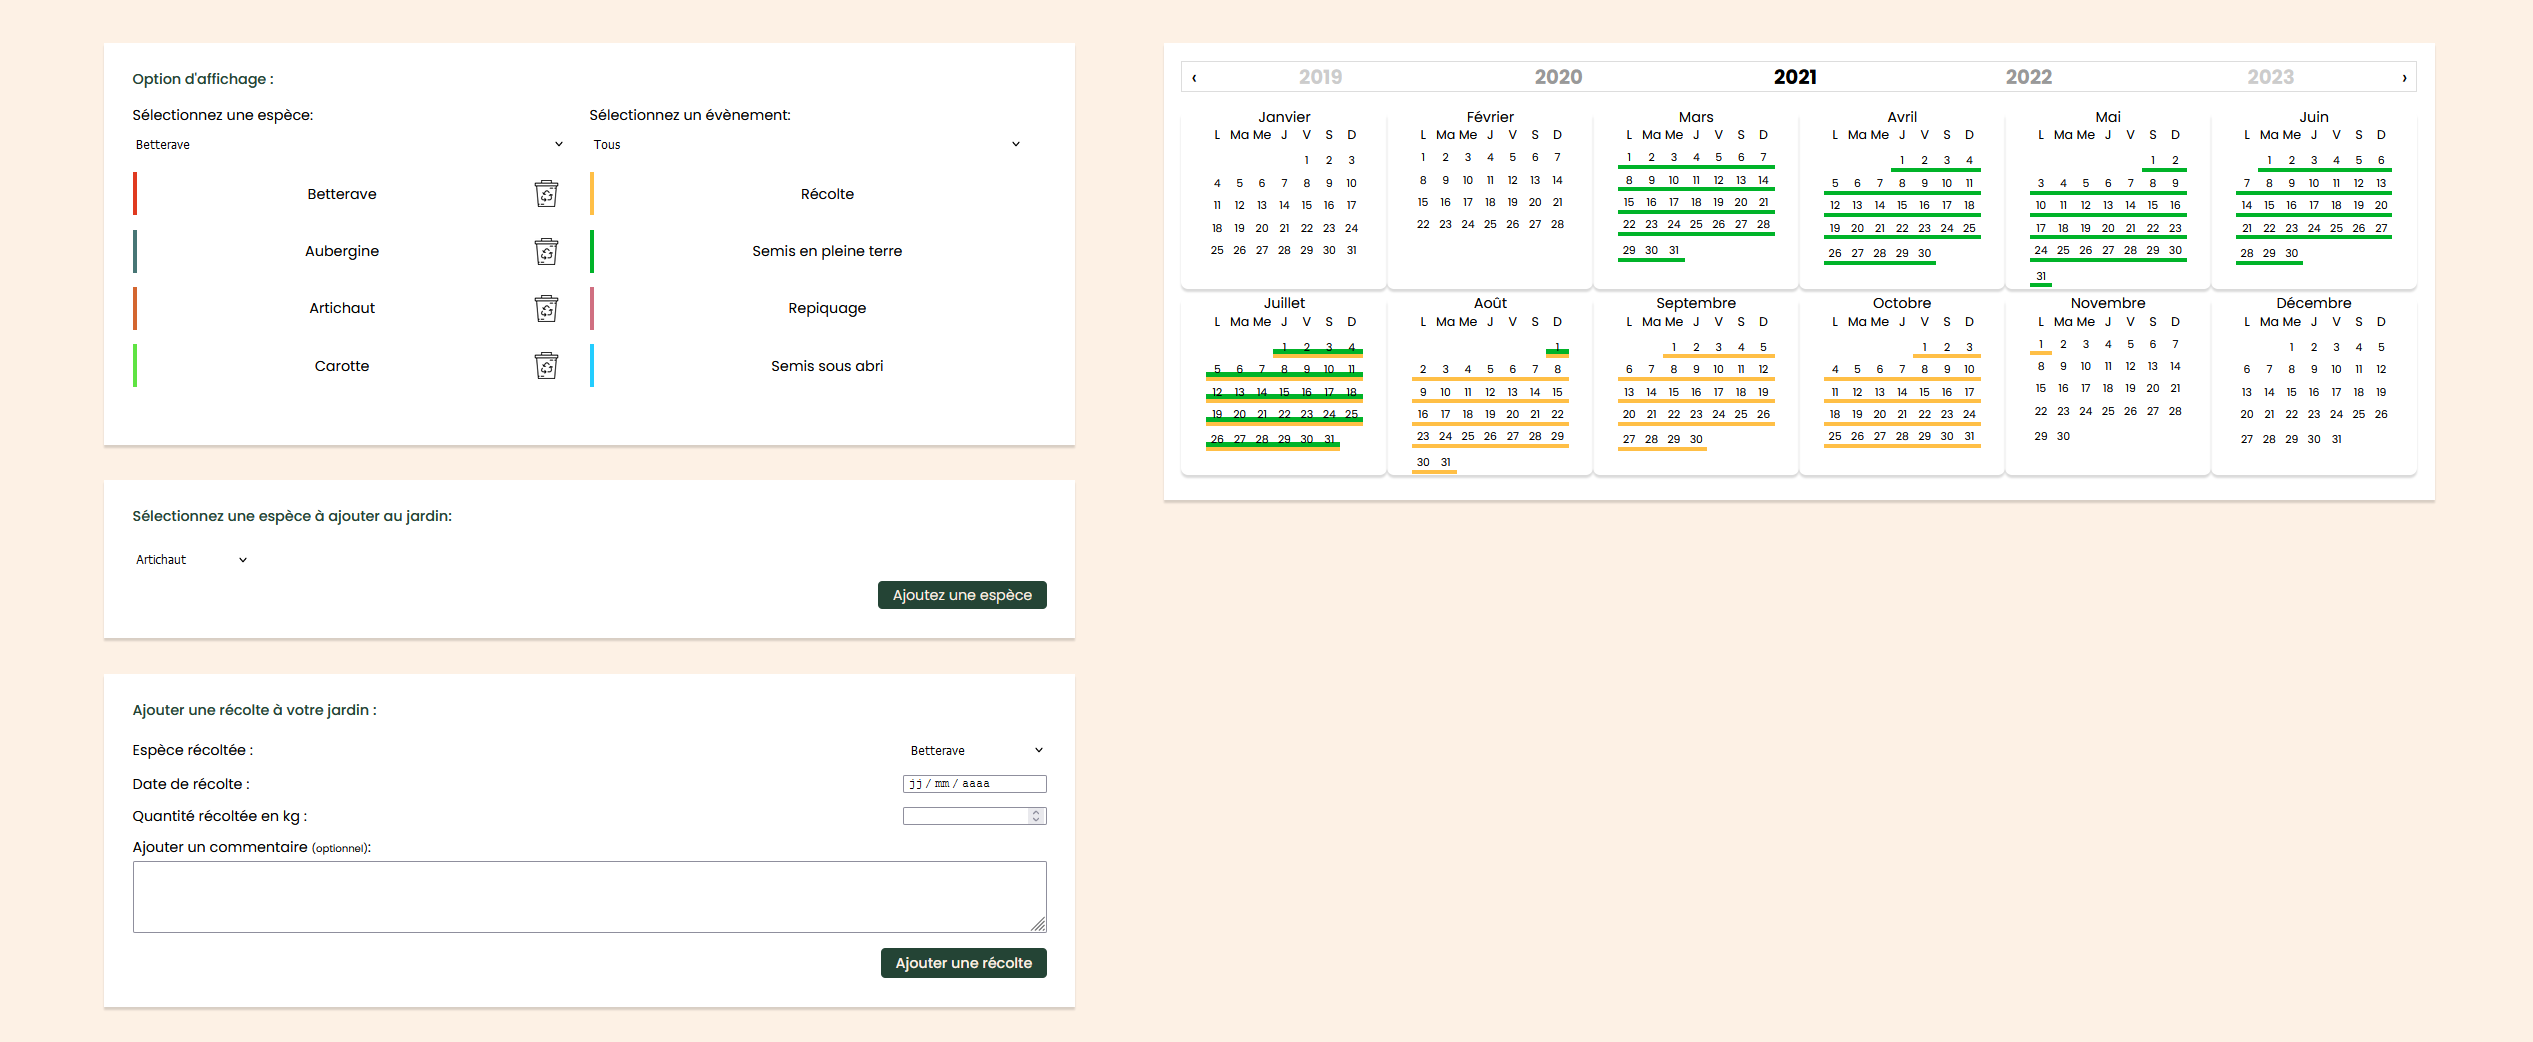 Option d'affichage :
Sélectionnez une espèce:
Betterave
Betterave
Aubergine
Artichaut
Carotte
Sélectionnez un évènement:
Tous
Récolte
Semis en pleine terre
Repiquage
Semis sous abri
Sélectionnez une espèce à ajouter au jardin:
Artichaut
Ajoutez une espèce
Ajouter une récolte à votre jardin :
Espèce récoltée : Betterave
Date de récolte : jj / mm / aaaa
Quantité récoltée en kg :
Ajouter un commentaire (optionnel):
Ajouter une récolte
‹ 2019 2020 2021 2022 2023 ›
Janvier
L Ma Me J V S D
1 2 3
4 5 6 7 8 9 10
11 12 13 14 15 16 17
18 19 20 21 22 23 24
25 26 27 28 29 30 31
Février
L Ma Me J V S D
1 2 3 4 5 6 7
8 9 10 11 12 13 14
15 16 17 18 19 20 21
22 23 24 25 26 27 28
Mars
L Ma Me J V S D
1 2 3 4 5 6 7
8 9 10 11 12 13 14
15 16 17 18 19 20 21
22 23 24 25 26 27 28
29 30 31
Avril
L Ma Me J V S D
1 2 3 4
5 6 7 8 9 10 11
12 13 14 15 16 17 18
19 20 21 22 23 24 25
26 27 28 29 30
Mai
L Ma Me J V S D
1 2
3 4 5 6 7 8 9
10 11 12 13 14 15 16
17 18 19 20 21 22 23
24 25 26 27 28 29 30
31
Juin
L Ma Me J V S D
1 2 3 4 5 6
7 8 9 10 11 12 13
14 15 16 17 18 19 20
21 22 23 24 25 26 27
28 29 30
Juillet
L Ma Me J V S D
1 2 3 4
5 6 7 8 9 10 11
12 13 14 15 16 17 18
19 20 21 22 23 24 25
26 27 28 29 30 31
Août
L Ma Me J V S D
1
2 3 4 5 6 7 8
9 10 11 12 13 14 15
16 17 18 19 20 21 22
23 24 25 26 27 28 29
30 31
Septembre
L Ma Me J V S D
1 2 3 4 5
6 7 8 9 10 11 12
13 14 15 16 17 18 19
20 21 22 23 24 25 26
27 28 29 30
Octobre
L Ma Me J V S D
1 2 3
4 5 6 7 8 9 10
11 12 13 14 15 16 17
18 19 20 21 22 23 24
25 26 27 28 29 30 31
Novembre
L Ma Me J V S D
1 2 3 4 5 6 7
8 9 10 11 12 13 14
15 16 17 18 19 20 21
22 23 24 25 26 27 28
29 30
Décembre
L Ma Me J V S D
1 2 3 4 5
6 7 8 9 10 11 12
13 14 15 16 17 18 19
20 21 22 23 24 25 26
27 28 29 30 31